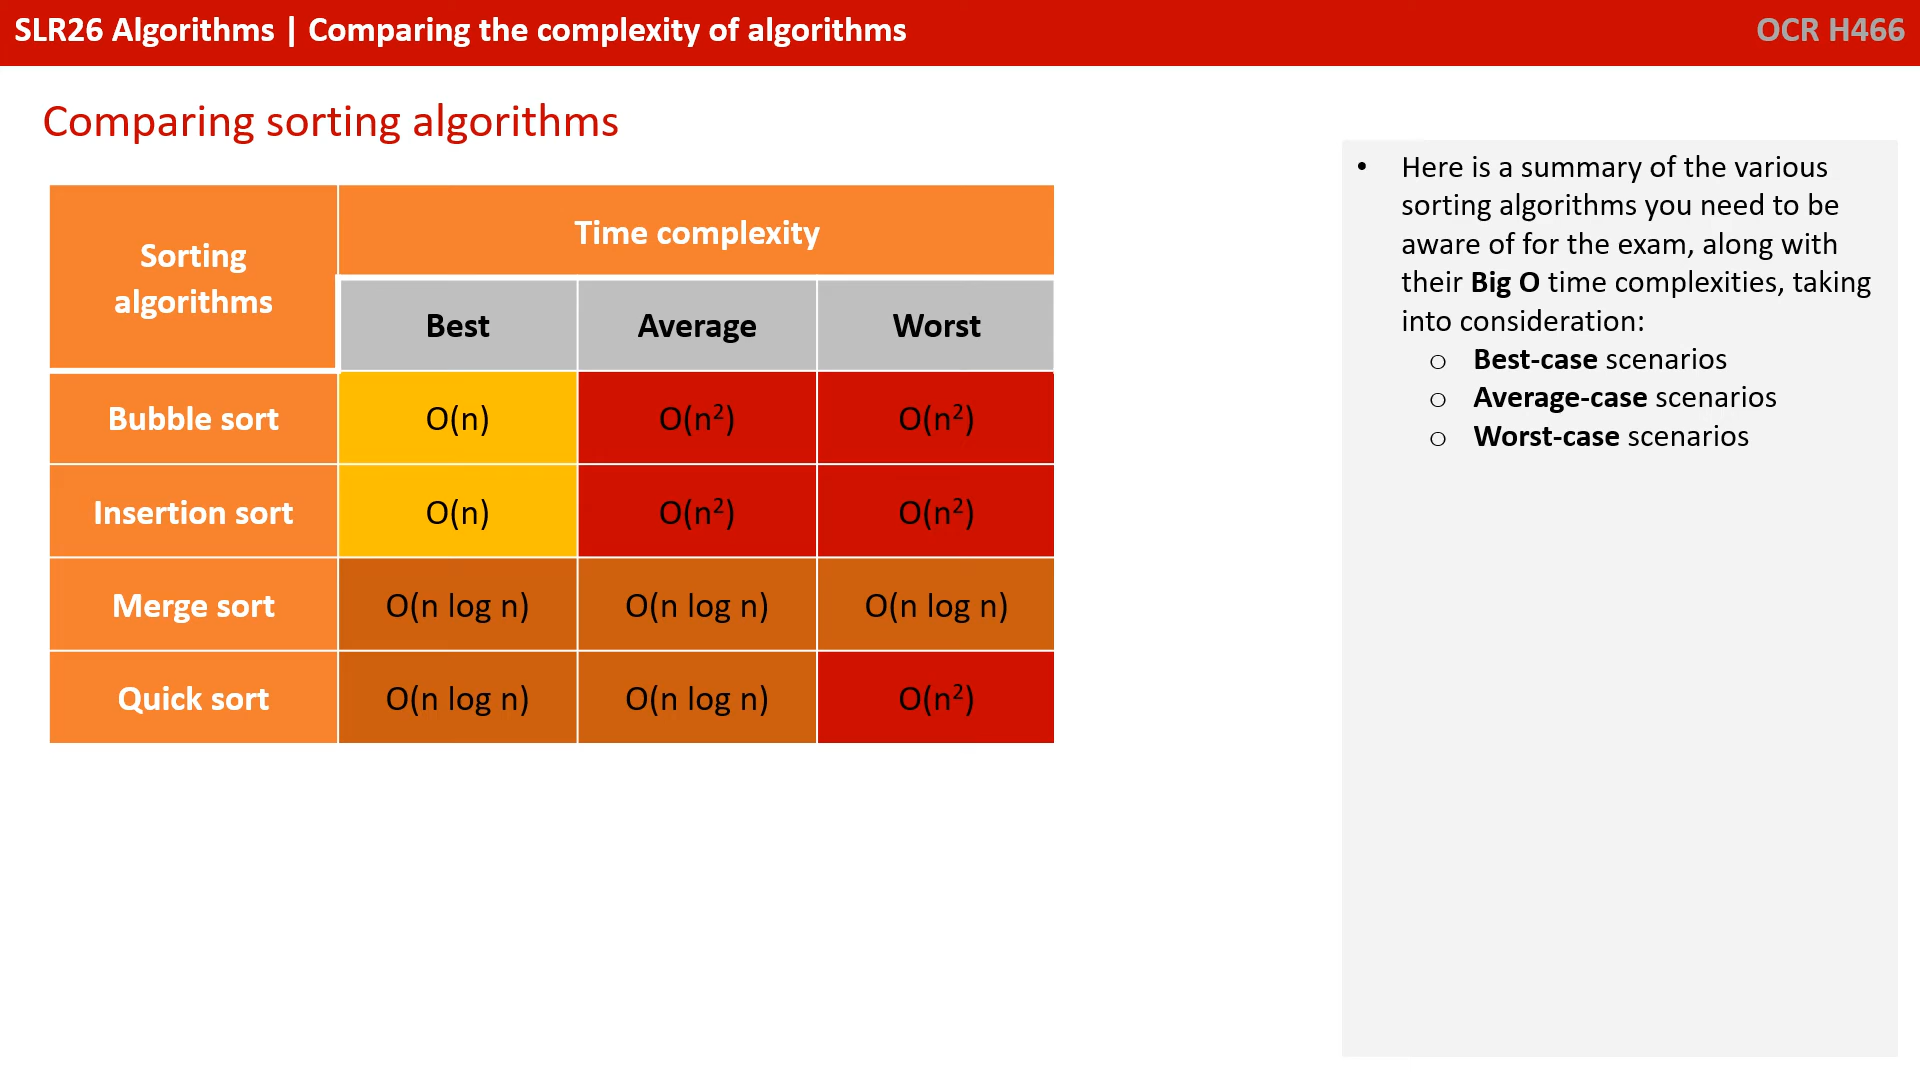 SLR26 Algorithms | Comparing the complexity of algorithms
OCR H466
Comparing sorting algorithms
Sorting
algorithms
Time complexity
Best Average Worst
Bubble sort O(n) O(n²) O(n²)
Insertion sort O(n) O(n²) O(n²)
Merge sort O(n log n) O(n log n) O(n log n)
Quick sort O(n log n) O(n log n) O(n²)
• Here is a summary of the various
sorting algorithms you need to be
aware of for the exam, along with
their Big O time complexities, taking
into consideration:
o Best-case scenarios
o Average-case scenarios
o Worst-case scenarios